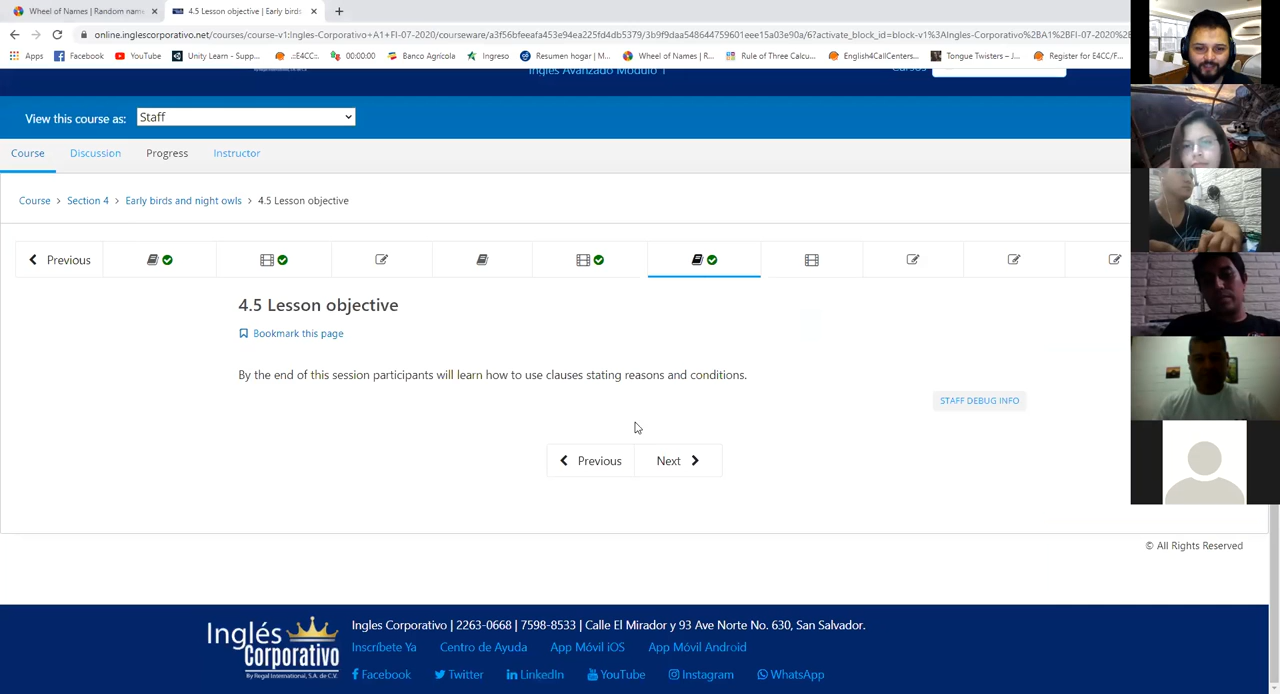 Wheel of Names | Random name
4.5 Lesson objective | Early birds
online.inglescorporativo.net/courses/course-v1:Ingles-Corporativo+A1+FI-07-2020/courseware/a3f56bfeeafa453e94ea225fd4d5379/3b9f9daa548644759601eee15a03e90a/6?activate_block_id=block-v1%3AIngles-Corporativo%2BA1%2BFI-07-2020%2B
Apps Facebook YouTube Unity Learn - Supp... .:E4CC:. 00:00:00 Banco Agrícola Ingreso Resumen hogar | M... Wheel of Names | R... Rule of Three Calcu... English4CallCenters... Tongue Twisters – J... Register for E4CC/F...
Inglés Avanzado Módulo 1
Cursos
View this course as: Staff
Course Discussion Progress Instructor
Course > Section 4 > Early birds and night owls > 4.5 Lesson objective
Previous
4.5 Lesson objective
Bookmark this page
By the end of this session participants will learn how to use clauses stating reasons and conditions.
STAFF DEBUG INFO
Previous Next
© All Rights Reserved
Inglés Corporativo
By Regal International, S.A. de C.V.
Ingles Corporativo | 2263-0668 | 7598-8533 | Calle El Mirador y 93 Ave Norte No. 630, San Salvador.
Inscríbete Ya Centro de Ayuda App Móvil iOS App Móvil Android
Facebook Twitter LinkedIn YouTube Instagram WhatsApp